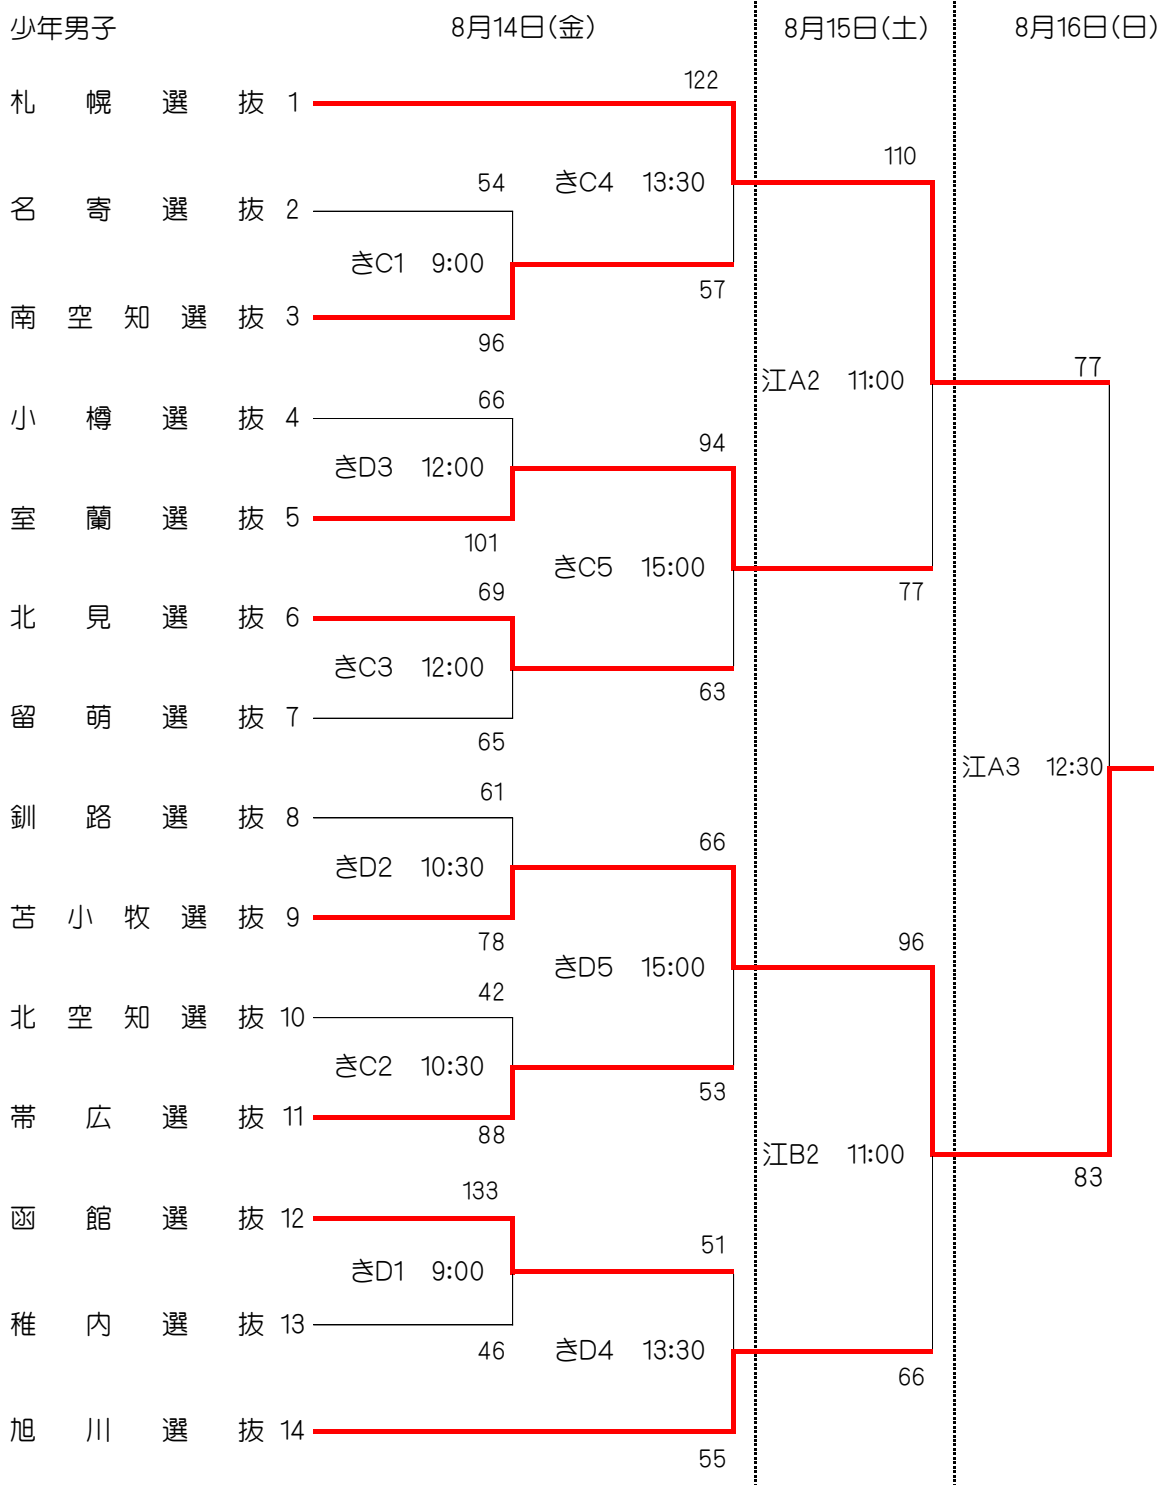 少年男子 8月14日(金) 8月15日(土) 8月16日(日)
122
札幌選抜 1
110
54 きC4 13:30
名寄選抜 2
きC1 9:00
57
南空知選抜 3
96
77
江A2 11:00
66
小樽選抜 4
94
きD3 12:00
室蘭選抜 5
101
きC5 15:00
69
77
北見選抜 6
きC3 12:00
63
留萌選抜 7
65
江A3 12:30
61
釧路選抜 8
66
きD2 10:30
苫小牧選抜 9
78
96
きD5 15:00
42
北空知選抜 10
きC2 10:30
53
帯広選抜 11
88
江B2 11:00
83
133
函館選抜 12
51
きD1 9:00
稚内選抜 13
46 きD4 13:30
66
旭川選抜 14
55